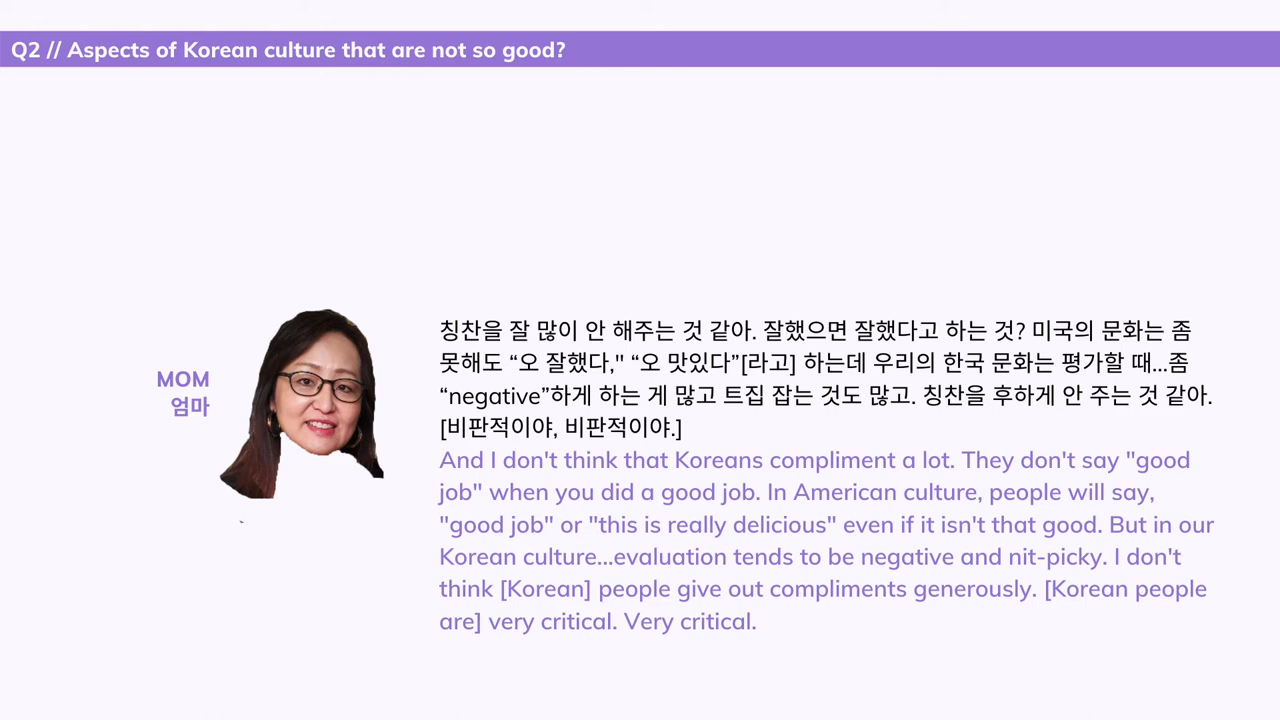 Q2 // Aspects of Korean culture that are not so good?
MOM
엄마
칭찬을 잘 많이 안 해주는 것 같아. 잘했으면 잘했다고 하는 것? 미국의 문화는 좀
못해도 “오 잘했다," “오 맛있다”[라고] 하는데 우리의 한국 문화는 평가할 때...좀
“negative”하게 하는 게 많고 트집 잡는 것도 많고. 칭찬을 후하게 안 주는 것 같아.
[비판적이야, 비판적이야.]
And I don't think that Koreans compliment a lot. They don't say "good
job" when you did a good job. In American culture, people will say,
"good job" or "this is really delicious" even if it isn't that good. But in our
Korean culture...evaluation tends to be negative and nit-picky. I don't
think [Korean] people give out compliments generously. [Korean people
are] very critical. Very critical.